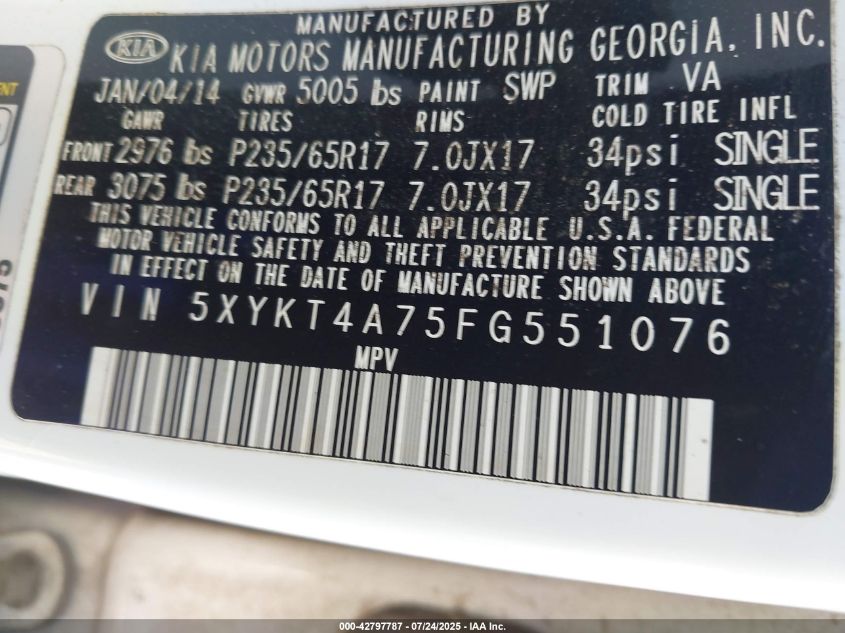 MANUFACTURED BY
KIA KIA MOTORS MANUFACTURING GEORGIA, INC.
JAN/04/14 GVWR 5005 lbs PAINT SWP TRIM VA
GAWR TIRES RIMS COLD TIRE INFL
FRONT 2976 lbs P235/65R17 7.0JX17 34psi SINGLE
REAR 3075 lbs P235/65R17 7.0JX17 34psi SINGLE
THIS VEHICLE CONFORMS TO ALL APPLICABLE U.S.A. FEDERAL
MOTOR VEHICLE SAFETY AND THEFT PREVENTION STANDARDS
IN EFFECT ON THE DATE OF MANUFACTURE SHOWN ABOVE
VIN 5XYKT4A75FG551076
MPV
000-42797787 - 07/24/2025 - IAA Inc.